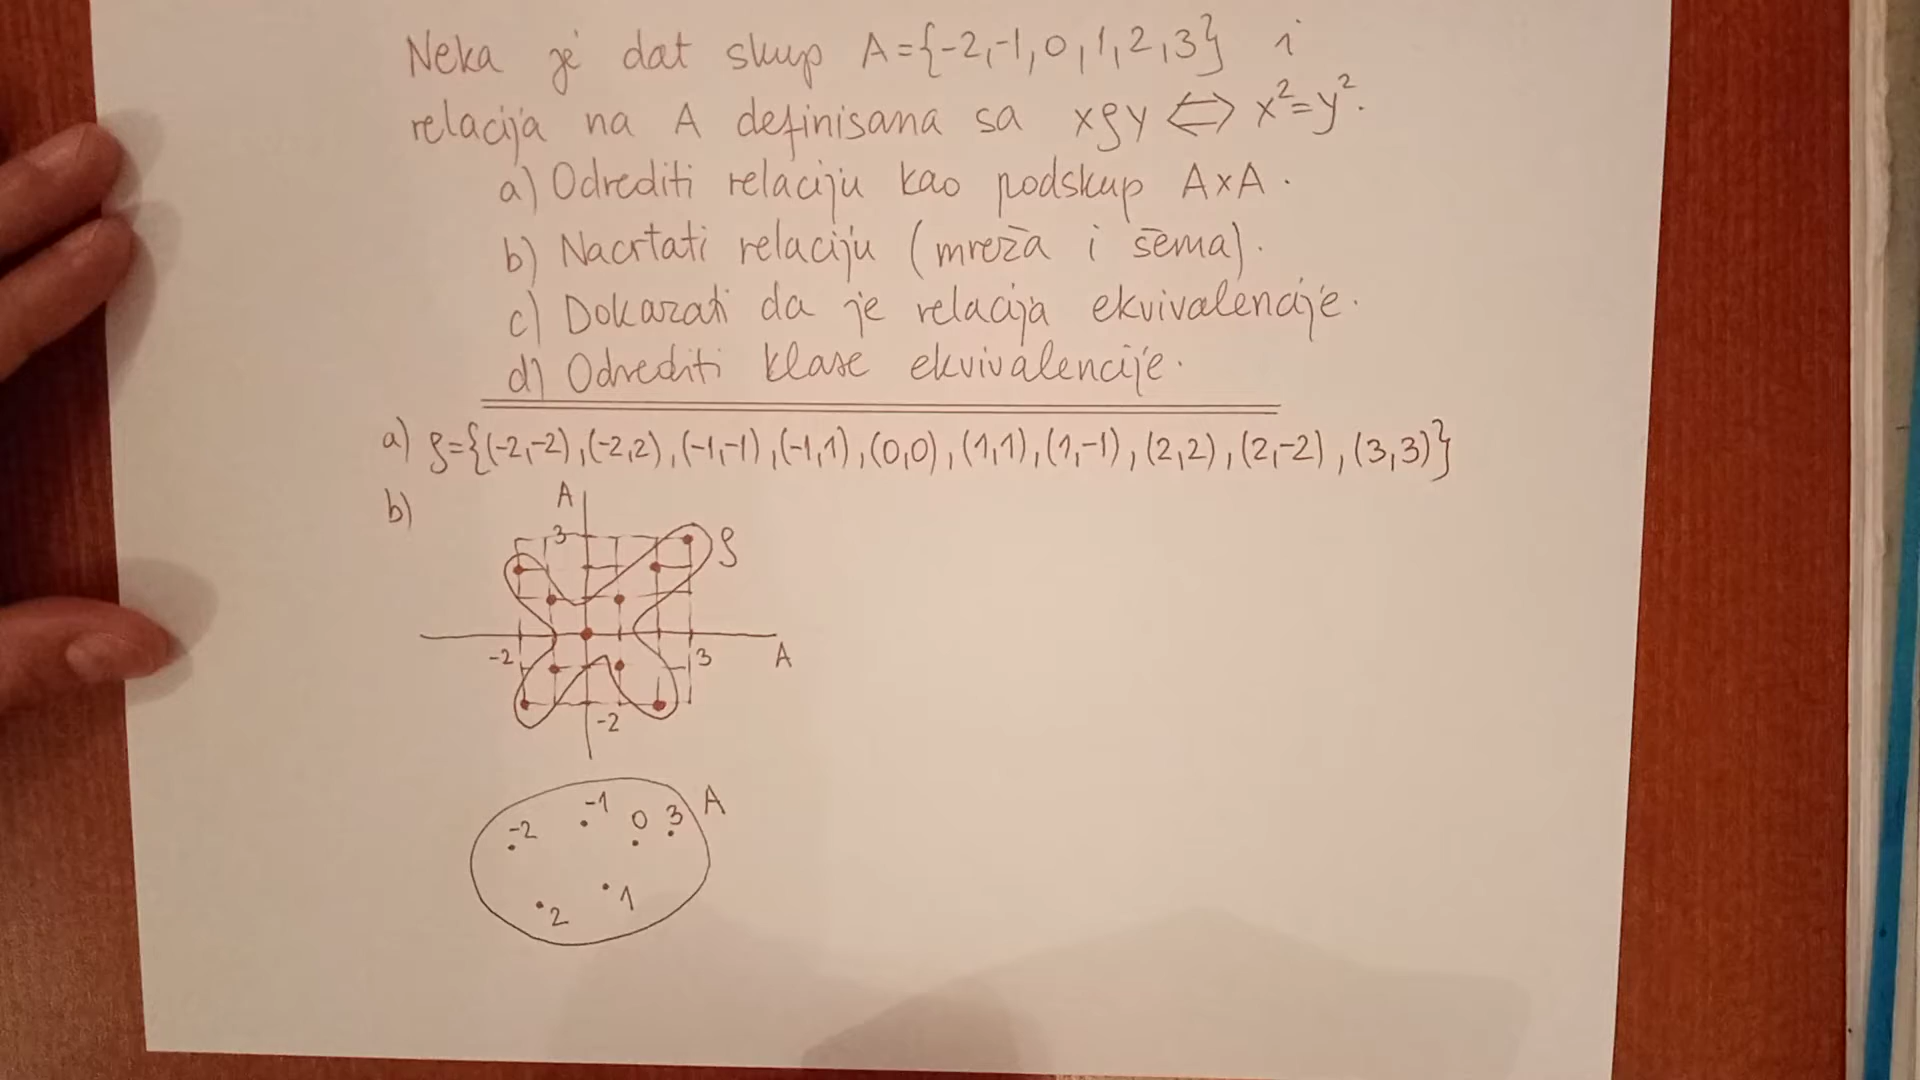 Neka je dat skup A={-2,-1,0,1,2,3} i
relacija na A definisana sa xρy ⇔ x²=y².
a) Odrediti relaciju kao podskup A×A.
b) Nacrtati relaciju (mreža i šema).
c) Dokazati da je relacija ekvivalencije.
d) Odrediti klase ekvivalencije.
a) ρ={(-2,-2),(-2,2),(-1,-1),(-1,1),(0,0),(1,1),(1,-1),(2,2),(2,-2),(3,3)}
b)
A
3
ρ
-2
3
A
-2
A
-1
0
3
-2
1
2